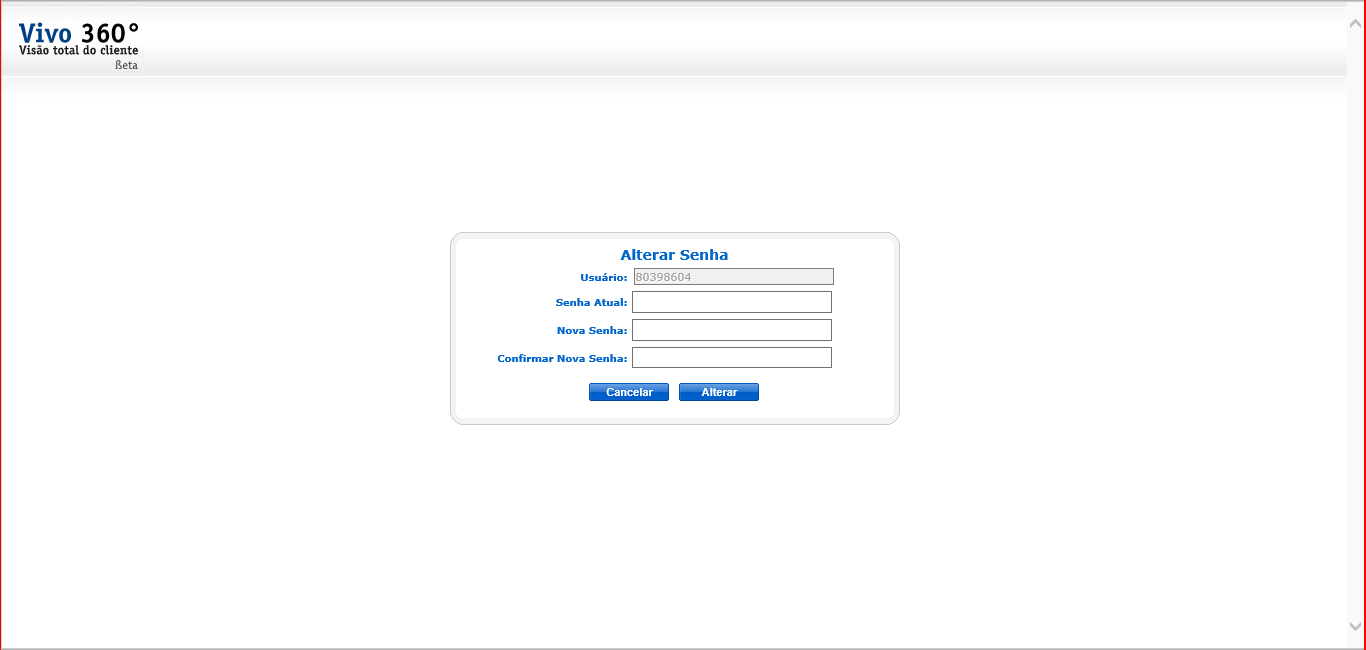 Vivo 360°
Visão total do cliente
ßeta
Alterar Senha
Usuário: 80398604
Senha Atual:
Nova Senha:
Confirmar Nova Senha:
Cancelar Alterar